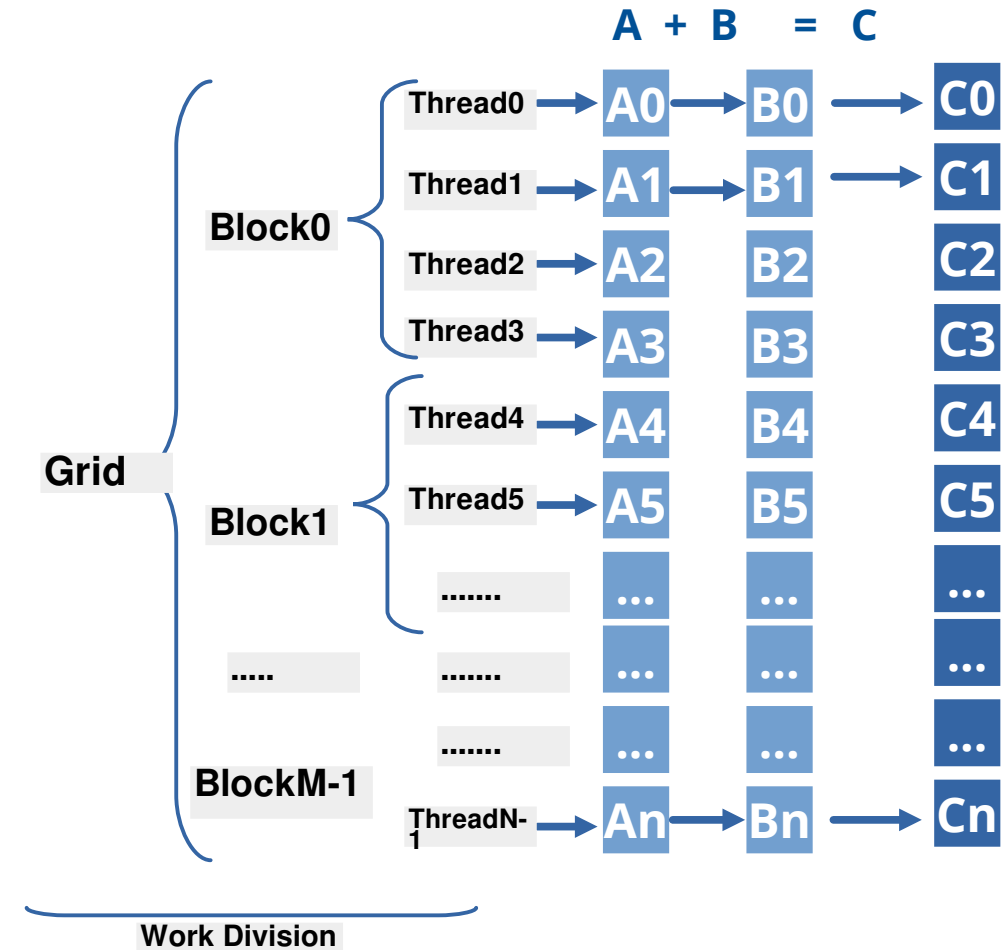 A + B = C
Thread0 A0 B0 C0
Thread1 A1 B1 C1
Block0
Thread2 A2 B2 C2
Thread3 A3 B3 C3
Thread4 A4 B4 C4
Grid
Thread5 A5 B5 C5
Block1
....... ... ... ...
..... ....... ... ... ...
....... ... ... ...
BlockM-1
ThreadN-
1
An Bn Cn
Work Division